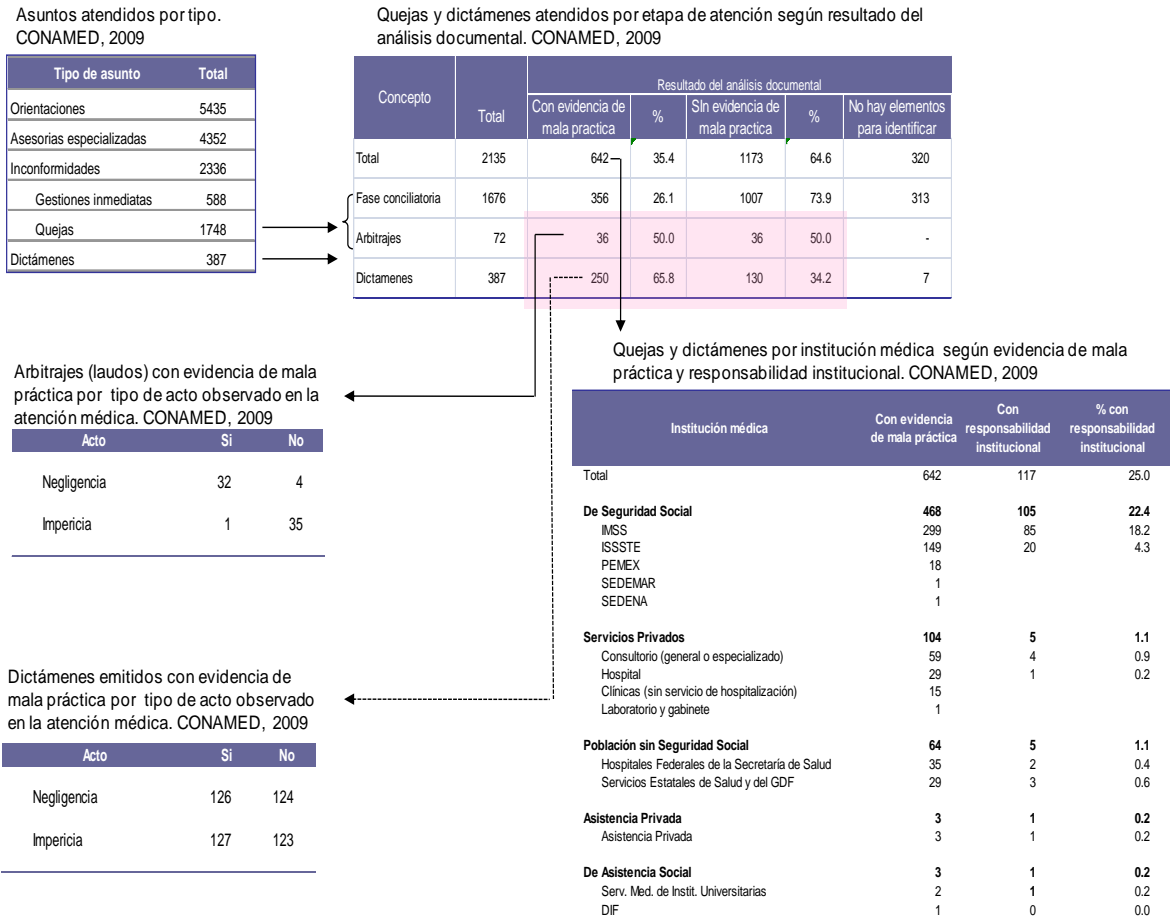 Asuntos atendidos por tipo.
CONAMED, 2009
Tipo de asunto Total
Orientaciones 5435
Asesorias especializadas 4352
Inconformidades 2336
Gestiones inmediatas 588
Quejas 1748
Dictámenes 387
Quejas y dictámenes atendidos por etapa de atención según resultado del
análisis documental. CONAMED, 2009
Concepto Total Resultado del análisis documental
Con evidencia de mala practica % SIn evidencia de mala practica % No hay elementos para identificar
Total 2135 642 35.4 1173 64.6 320
Fase conciliatoria 1676 356 26.1 1007 73.9 313
Arbitrajes 72 36 50.0 36 50.0 -
Dictamenes 387 250 65.8 130 34.2 7
Arbitrajes (laudos) con evidencia de mala
práctica por tipo de acto observado en la
atención médica. CONAMED, 2009
Acto Si No
Negligencia 32 4
Impericia 1 35
Dictámenes emitidos con evidencia de
mala práctica por tipo de acto observado
en la atención médica. CONAMED, 2009
Acto Si No
Negligencia 126 124
Impericia 127 123
Quejas y dictámenes por institución médica según evidencia de mala
práctica y responsabilidad institucional. CONAMED, 2009
Institución médica Con evidencia de mala práctica Con responsabilidad institucional % con responsabilidad institucional
Total 642 117 25.0
De Seguridad Social 468 105 22.4
IMSS 299 85 18.2
ISSSTE 149 20 4.3
PEMEX 18
SEDEMAR 1
SEDENA 1
Servicios Privados 104 5 1.1
Consultorio (general o especializado) 59 4 0.9
Hospital 29 1 0.2
Clínicas (sin servicio de hospitalización) 15
Laboratorio y gabinete 1
Población sin Seguridad Social 64 5 1.1
Hospitales Federales de la Secretaría de Salud 35 2 0.4
Servicios Estatales de Salud y del GDF 29 3 0.6
Asistencia Privada 3 1 0.2
Asistencia Privada 3 1 0.2
De Asistencia Social 3 1 0.2
Serv. Med. de Instit. Universitarias 2 1 0.2
DIF 1 0 0.0